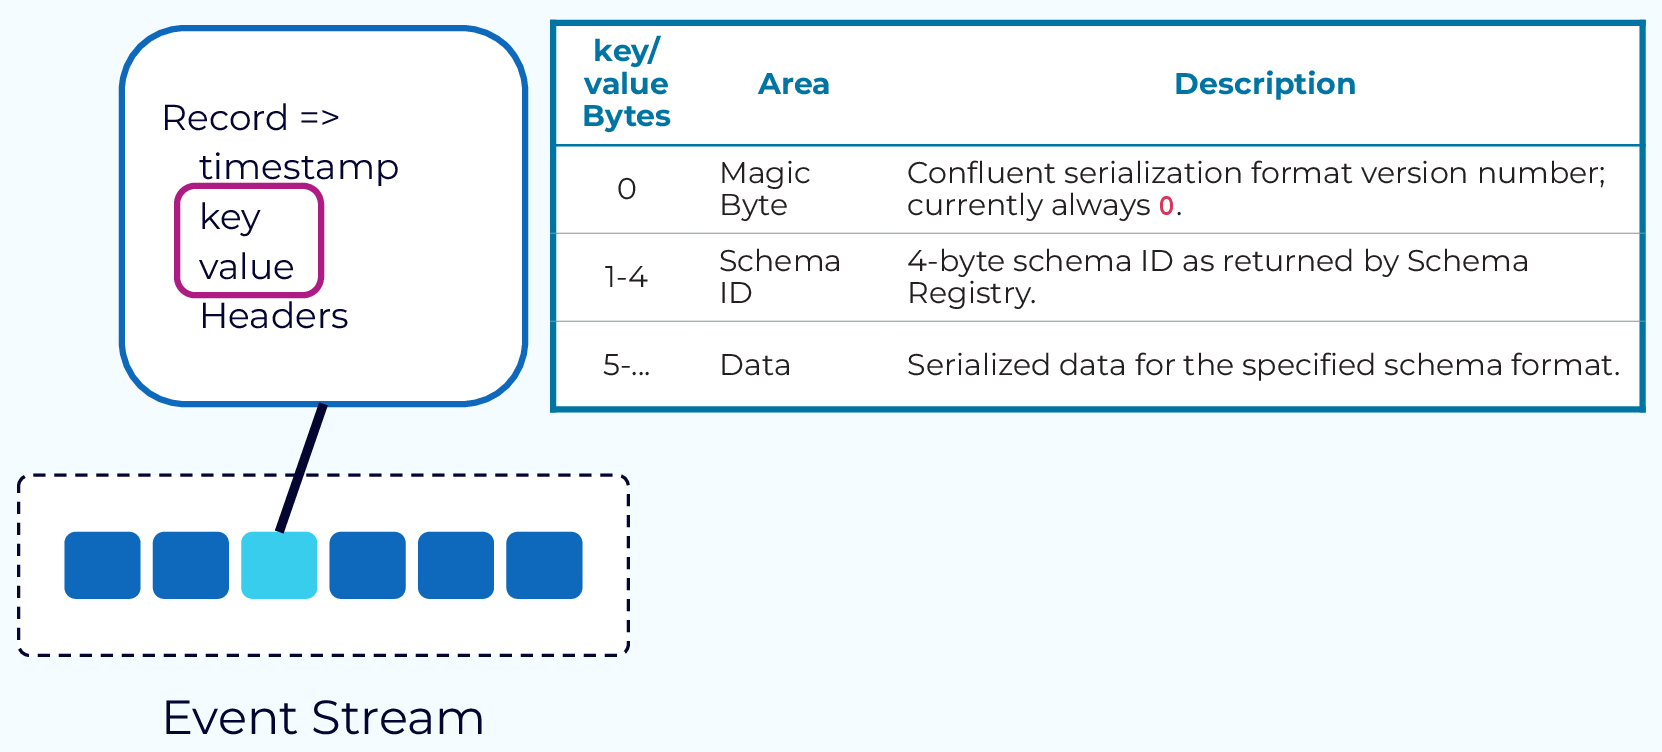 Record =>
timestamp
key
value
Headers
Event Stream
key/
value
Bytes
Area
Description
0
Magic
Byte
Confluent serialization format version number;
currently always 0.
1-4
Schema
ID
4-byte schema ID as returned by Schema
Registry.
5-...
Data
Serialized data for the specified schema format.